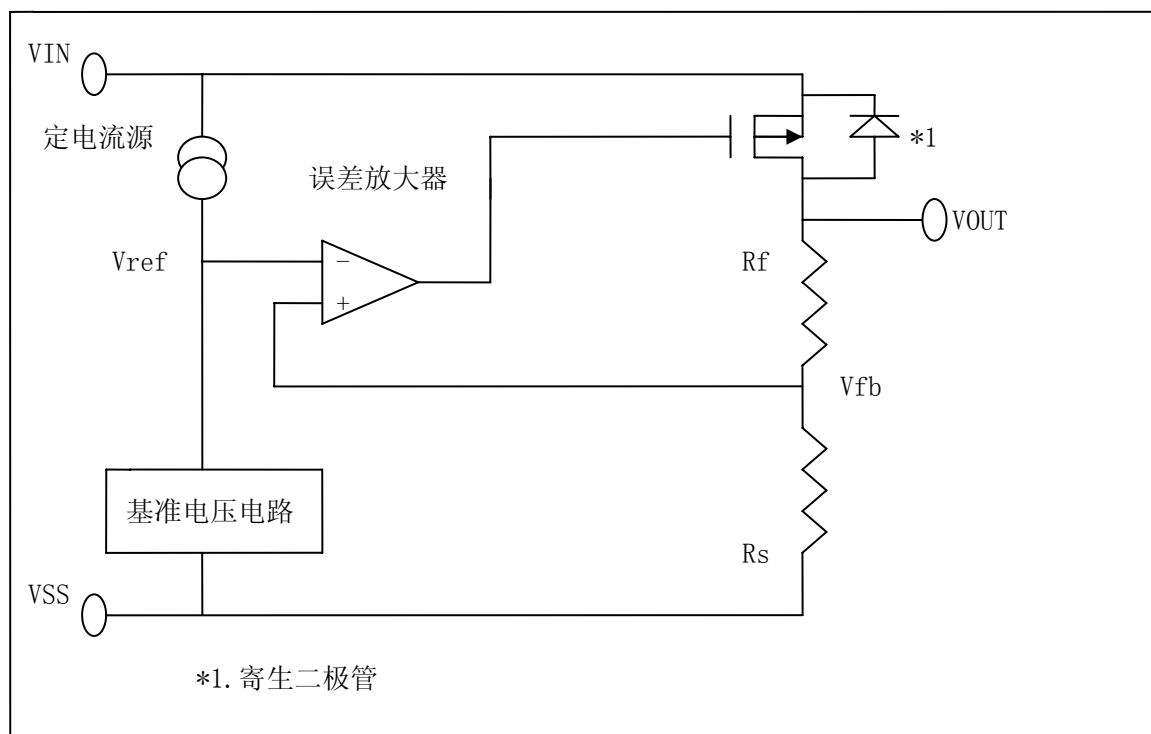 VIN
定电流源
*1
误差放大器
VOUT
Vref
Rf
−
+
Vfb
基准电压电路
Rs
VSS
*1.寄生二极管